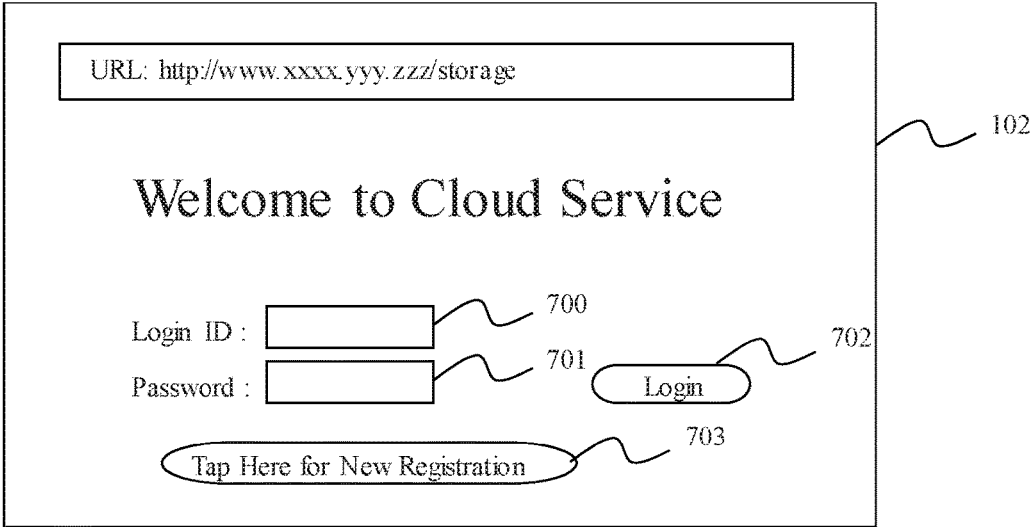 URL: http://www.xxxx.yyy.zzz/storage
102
Welcome to Cloud Service
700
Login ID :
701
702
Password :
Login
703
Tap Here for New Registration